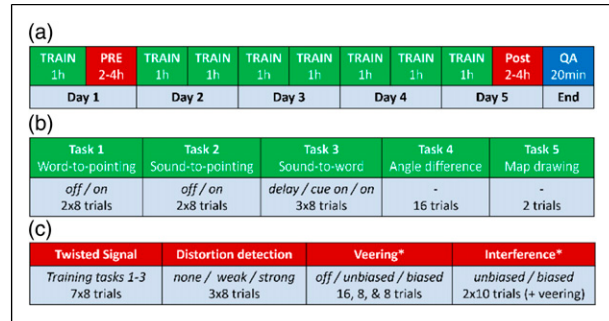 (a)
TRAIN PRE TRAIN TRAIN TRAIN TRAIN TRAIN TRAIN TRAIN Post QA
1h 2-4h 1h 1h 1h 1h 1h 1h 1h 2-4h 20min
Day 1 Day 2 Day 3 Day 4 Day 5 End
(b)
Task 1 Task 2 Task 3 Task 4 Task 5
Word-to-pointing Sound-to-pointing Sound-to-word Angle difference Map drawing
off / on off / on delay / cue on / on - -
2x8 trials 2x8 trials 3x8 trials 16 trials 2 trials
(c)
Twisted Signal Distortion detection Veering* Interference*
Training tasks 1-3 none / weak / strong off / unbiased / biased unbiased / biased
7x8 trials 3x8 trials 16, 8, & 8 trials 2x10 trials (+ veering)